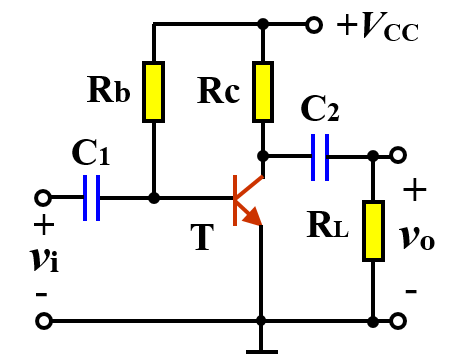 +VCC
Rb
Rc
C2
C1
+
+
T
RL
vi
vo
-
-